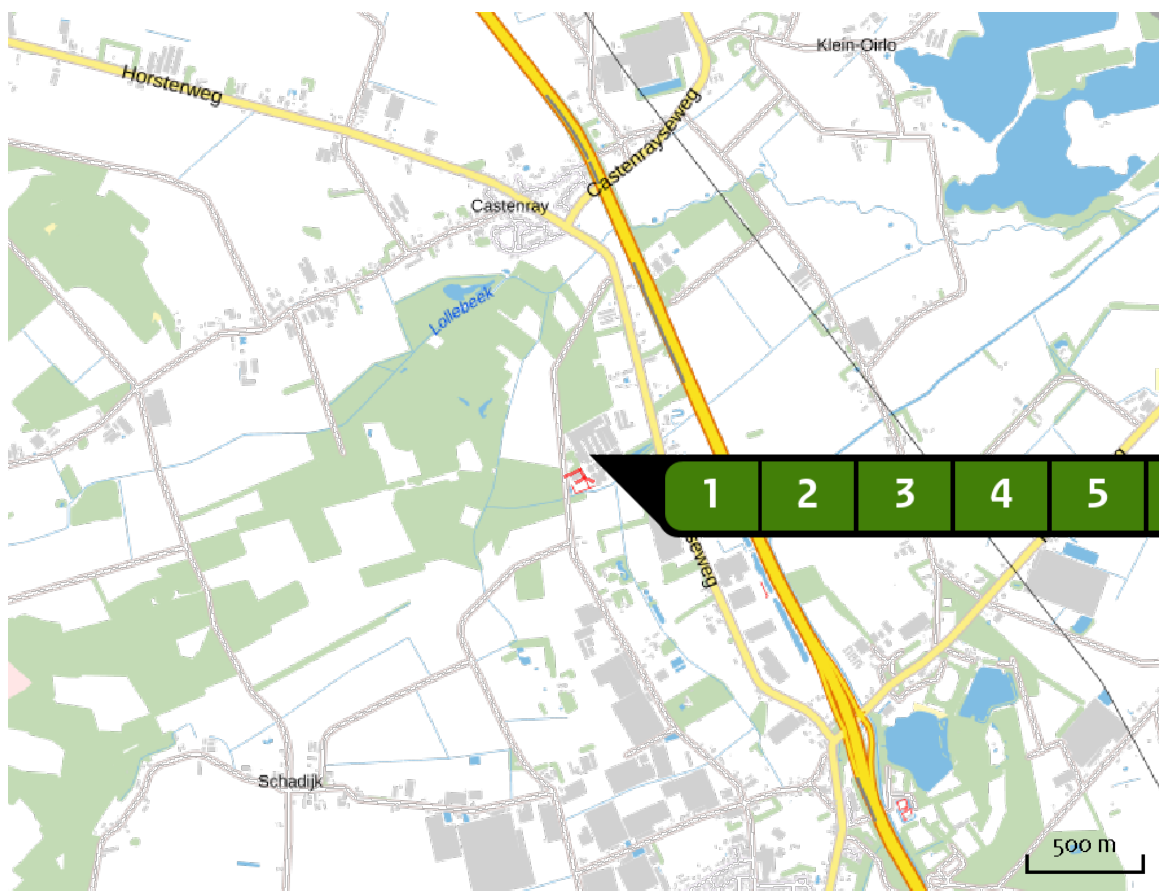 Klein-Oirlo
Horsterweg
Castenrayseweg
Castenray
Lollebeek
1 2 3 4 5
seweg
Schadijk
500 m